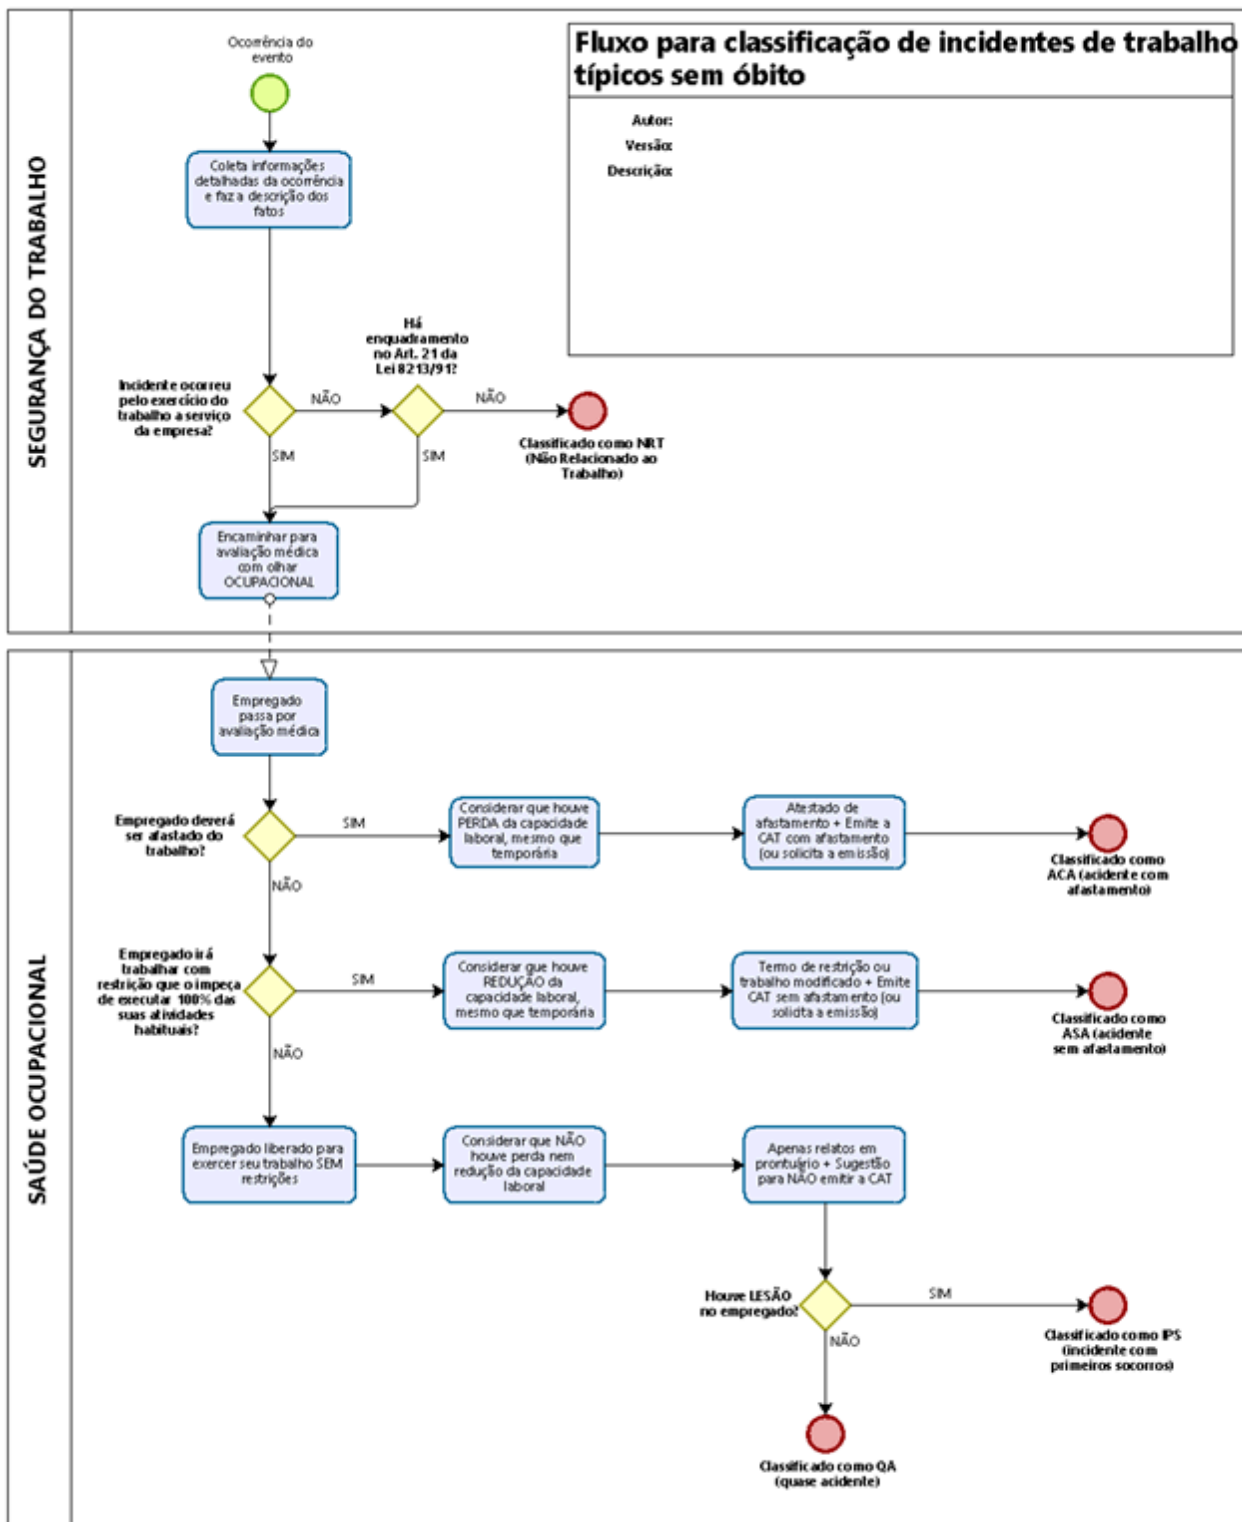 Fluxo para classificação de incidentes de trabalho
típicos sem óbito
Autor:
Versão:
Descrição:
SEGURANÇA DO TRABALHO
Ocorrência do
evento
Coleta informações
detalhadas da ocorrência
e faz a descrição dos
fatos
Incidente ocorreu
pelo exercício do
trabalho a serviço
da empresa?
NÃO
SIM
Há
enquadramento
no Art. 21 da
Lei 8213/91?
NÃO
SIM
Classificado como NRT
(Não Relacionado ao
Trabalho)
Encaminhar para
avaliação médica
com olhar
OCUPACIONAL
SAÚDE OCUPACIONAL
Empregado
passa por
avaliação médica
Empregado deverá
ser afastado do
trabalho?
SIM
NÃO
Considerar que houve
PERDA da capacidade
laboral, mesmo que
temporária
Atestado de
afastamento + Emite a
CAT com afastamento
(ou solicita a emissão)
Classificado como
ACA (acidente com
afastamento)
Empregado irá
trabalhar com
restrição que o impeça
de executar 100% das
suas atividades
habituais?
SIM
NÃO
Considerar que houve
REDUÇÃO da
capacidade laboral,
mesmo que temporária
Termo de restrição ou
trabalho modificado + Emite
CAT sem afastamento (ou
solicita a emissão)
Classificado como
ASA (acidente
sem afastamento)
Empregado liberado para
exercer seu trabalho SEM
restrições
Considerar que NÃO
houve perda nem
redução da capacidade
laboral
Apenas relatos em
prontuário + Sugestão
para NÃO emitir a CAT
Houve LESÃO
no empregado?
SIM
NÃO
Classificado como IPS
(incidente com
primeiros socorros)
Classificado como QA
(quase acidente)